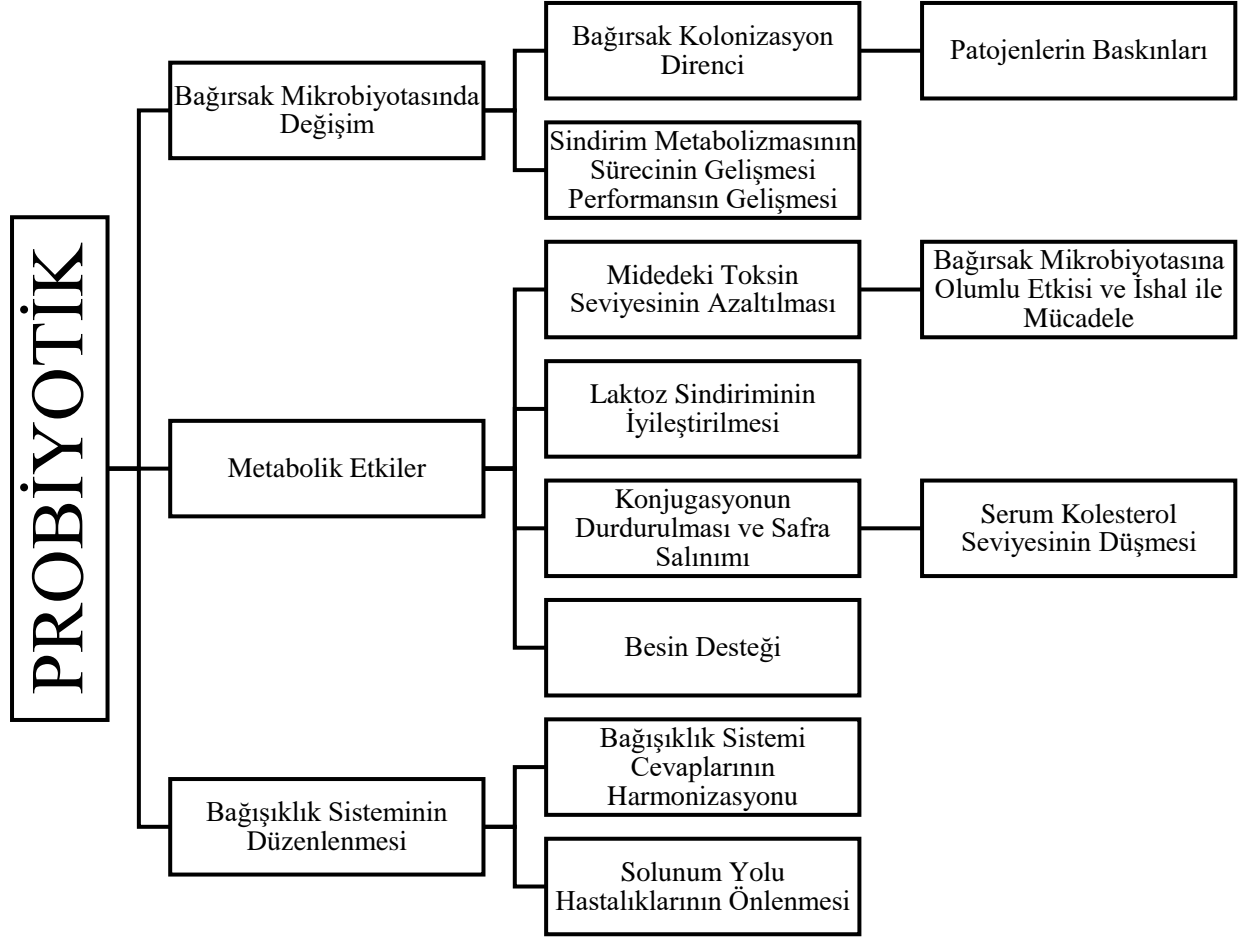 PROBİYOTİK
Bağırsak Mikrobiyotasında
Değişim
Bağırsak Kolonizasyon
Direnci
Patojenlerin Baskınları
Sindirim Metabolizmasının
Sürecinin Gelişmesi
Performansın Gelişmesi
Metabolik Etkiler
Midedeki Toksin
Seviyesinin Azaltılması
Bağırsak Mikrobiyotasına
Olumlu Etkisi ve İshal ile
Mücadele
Laktoz Sindiriminin
İyileştirilmesi
Konjugasyonun
Durdurulması ve Safra
Salınımı
Serum Kolesterol
Seviyesinin Düşmesi
Besin Desteği
Bağışıklık Sisteminin
Düzenlenmesi
Bağışıklık Sistemi
Cevaplarının
Harmonizasyonu
Solunum Yolu
Hastalıklarının Önlenmesi